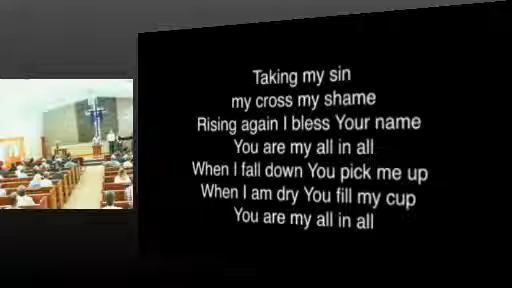 Taking my sin
my cross my shame
Rising again I bless Your name
You are my all in all
When I fall down You pick me up
When I am dry You fill my cup
You are my all in all